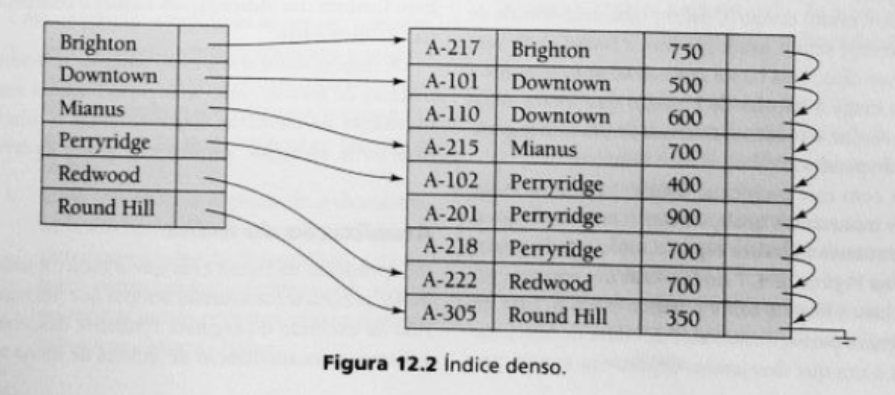 Brighton
Downtown
Mianus
Perryridge
Redwood
Round Hill
A-217 Brighton 750
A-101 Downtown 500
A-110 Downtown 600
A-215 Mianus 700
A-102 Perryridge 400
A-201 Perryridge 900
A-218 Perryridge 700
A-222 Redwood 700
A-305 Round Hill 350
Figura 12.2 Índice denso.